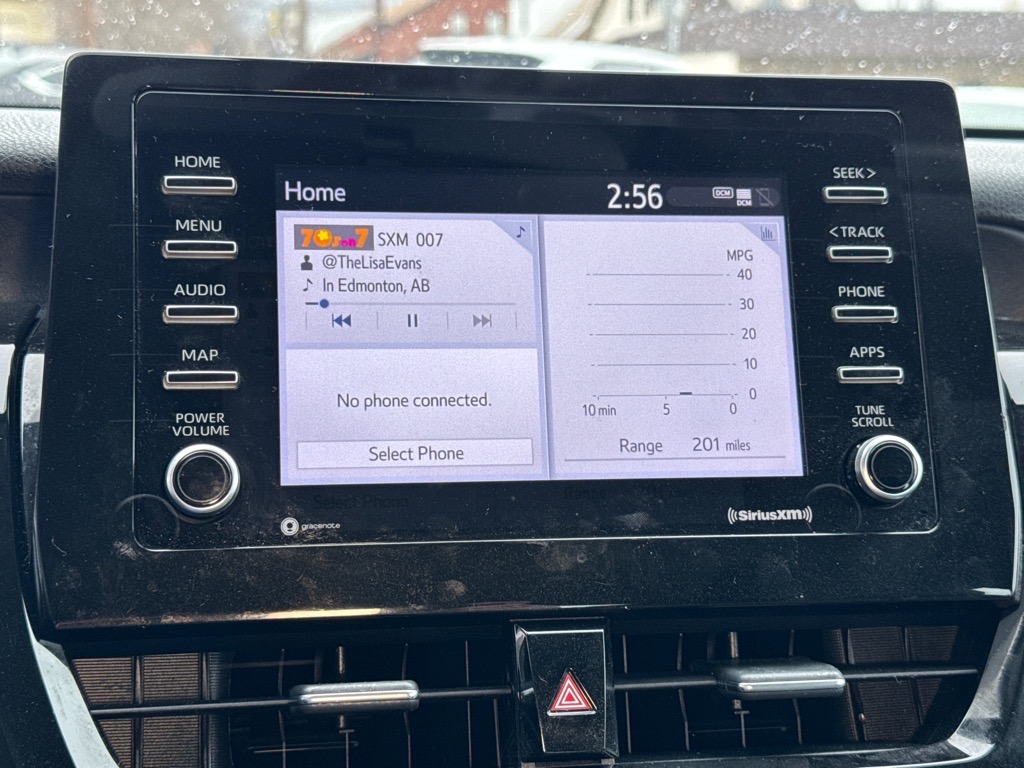 HOME
MENU
AUDIO
MAP
POWER
VOLUME
Home
2:56
DCM
DCM
70s on 7
SXM 007
@TheLisaEvans
In Edmonton, AB
No phone connected.
Select Phone
MPG
40
30
20
10
0
10 min 5 0
Range 201 miles
SEEK >
< TRACK
PHONE
APPS
TUNE
SCROLL
gracenote
((SiriusXM))